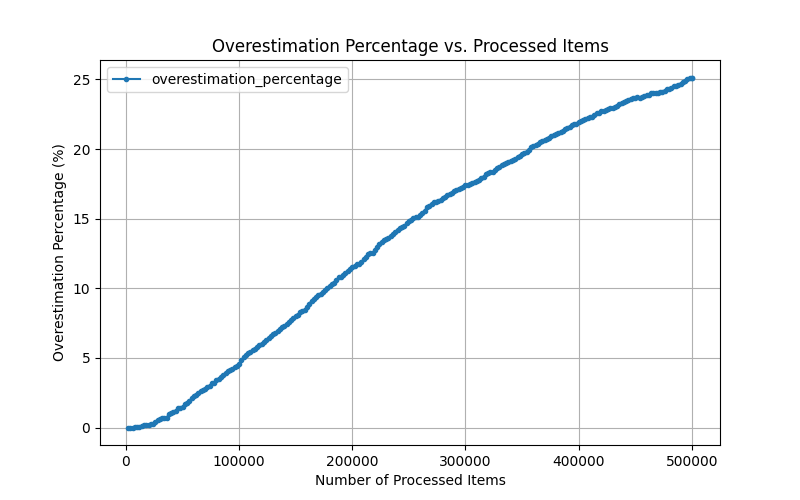 Overestimation Percentage vs. Processed Items
overestimation_percentage
Overestimation Percentage (%)
25
20
15
10
5
0
0 100000 200000 300000 400000 500000
Number of Processed Items